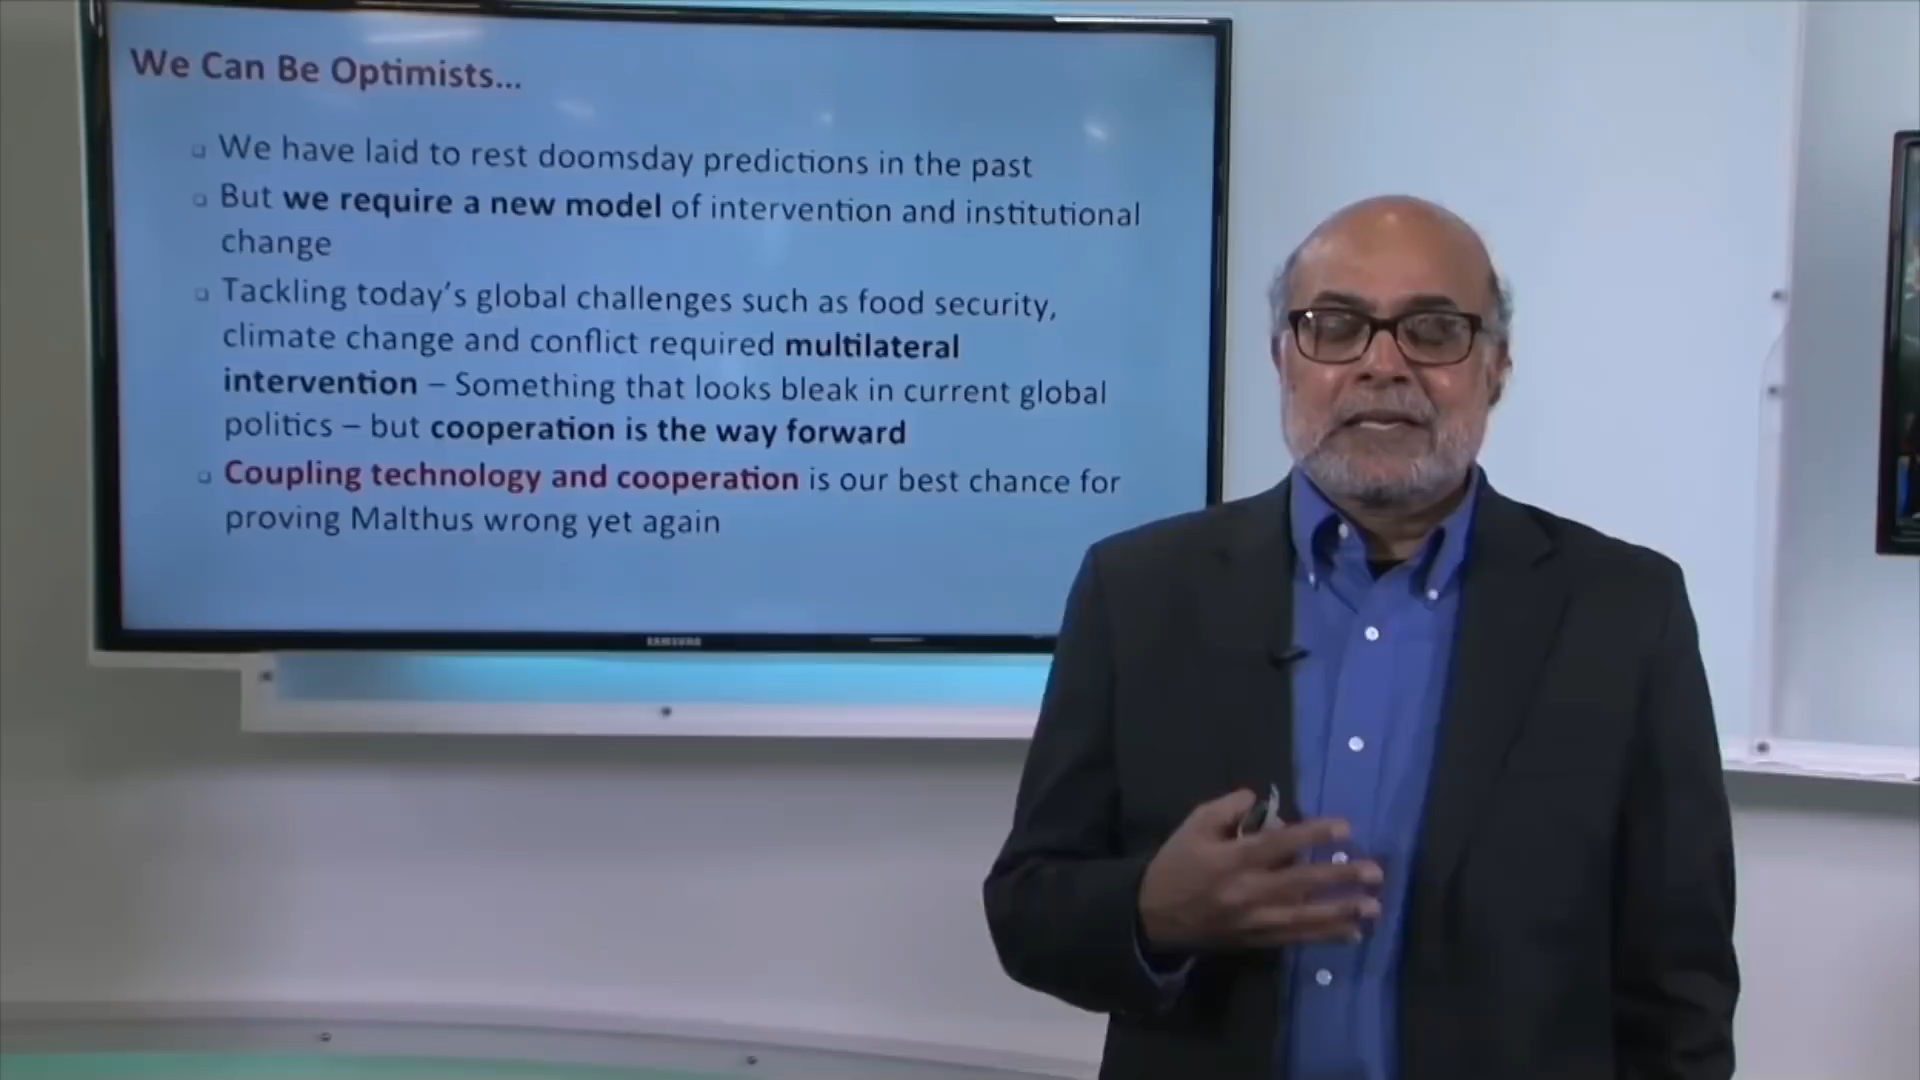 We Can Be Optimists...
❑ We have laid to rest doomsday predictions in the past
❑ But we require a new model of intervention and institutional
change
❑ Tackling today's global challenges such as food security,
climate change and conflict required multilateral
intervention – Something that looks bleak in current global
politics – but cooperation is the way forward
❑ Coupling technology and cooperation is our best chance for
proving Malthus wrong yet again
SAMSUNG